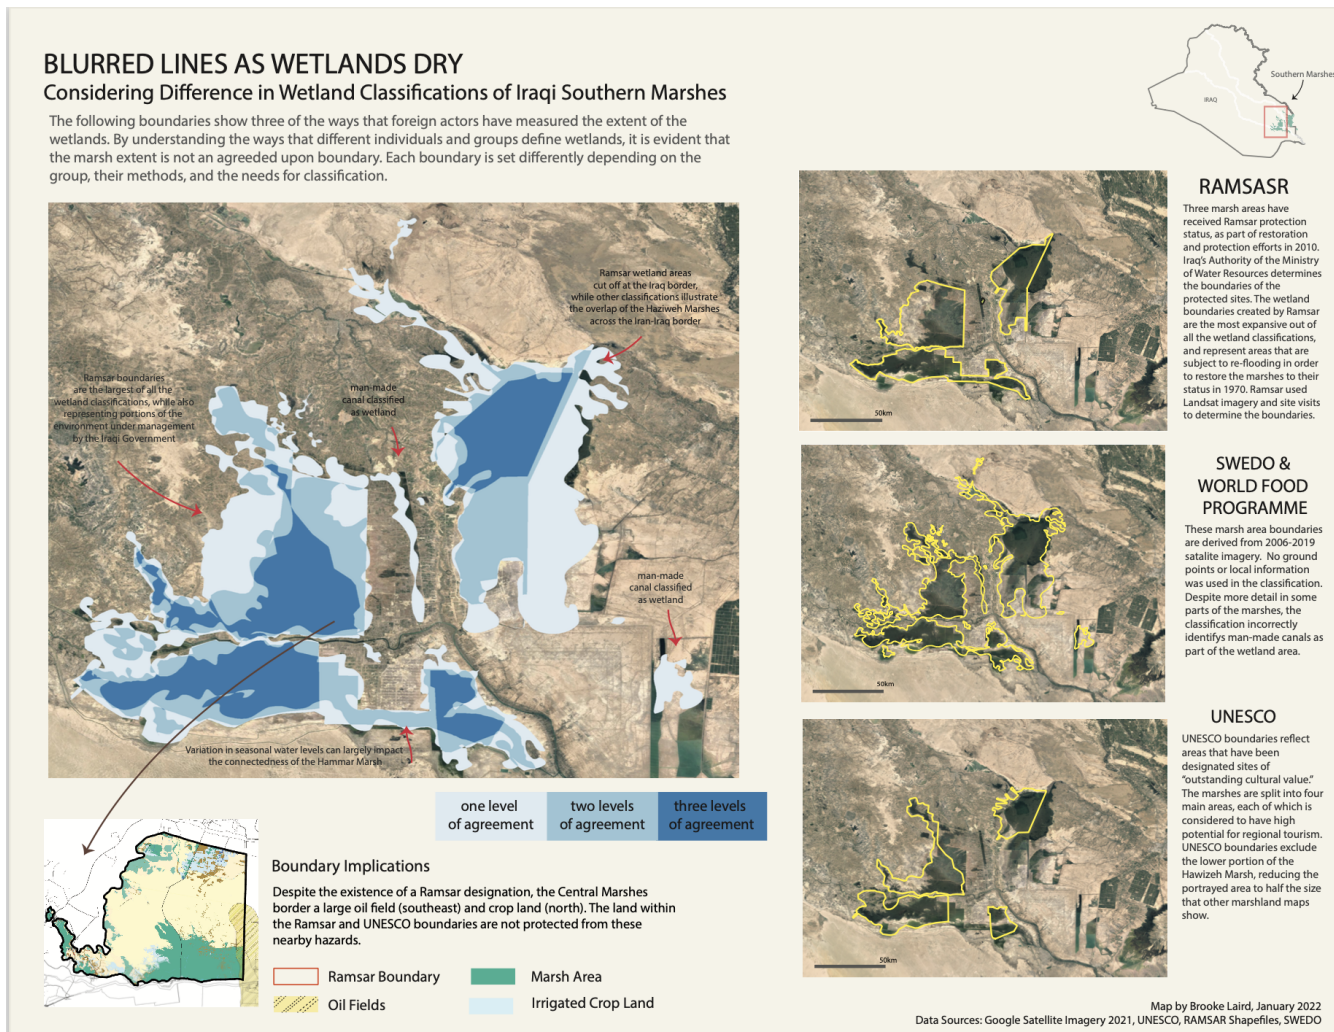 BLURRED LINES AS WETLANDS DRY
Considering Difference in Wetland Classifications of Iraqi Southern Marshes
The following boundaries show three of the ways that foreign actors have measured the extent of the
wetlands. By understanding the ways that different individuals and groups define wetlands, it is evident that
the marsh extent is not an agreeded upon boundary. Each boundary is set differently depending on the
group, their methods, and the needs for classification.
Southern Marshes
IRAQ
Ramsar wetland areas
cut off at the Iraq border,
while other classifications illustrate
the overlap of the Haziweh Marshes
across the Iran-Iraq border
Ramsar boundaries
are the largest of all the
wetland classifications, while also
representing portions of the
environment under management
by the Iraqi Government
man-made
canal classified
as wetland
man-made
canal classified
as wetland
Variation in seasonal water levels can largely impact
the connectedness of the Hammar Marsh
one level
of agreement
two levels
of agreement
three levels
of agreement
Boundary Implications
Despite the existence of a Ramsar designation, the Central Marshes
border a large oil field (southeast) and crop land (north). The land within
the Ramsar and UNESCO boundaries are not protected from these
nearby hazards.
Ramsar Boundary
Marsh Area
Oil Fields
Irrigated Crop Land
50km
RAMSASR
Three marsh areas have
received Ramsar protection
status, as part of restoration
and protection efforts in 2010.
Iraq's Authority of the Ministry
of Water Resources determines
the boundaries of the
protected sites. The wetland
boundaries created by Ramsar
are the most expansive out of
all the wetland classifications,
and represent areas that are
subject to re-flooding in order
to restore the marshes to their
status in 1970. Ramsar used
Landsat imagery and site visits
to determine the boundaries.
50km
SWEDO &
WORLD FOOD
PROGRAMME
These marsh area boundaries
are derived from 2006-2019
satalite imagery. No ground
points or local information
was used in the classification.
Despite more detail in some
parts of the marshes, the
classification incorrectly
identifys man-made canals as
part of the wetland area.
50km
UNESCO
UNESCO boundaries reflect
areas that have been
designated sites of
"outstanding cultural value."
The marshes are split into four
main areas, each of which is
considered to have high
potential for regional tourism.
UNESCO boundaries exclude
the lower portion of the
Hawizeh Marsh, reducing the
portrayed area to half the size
that other marshland maps
show.
Map by Brooke Laird, January 2022
Data Sources: Google Satellite Imagery 2021, UNESCO, RAMSAR Shapefiles, SWEDO